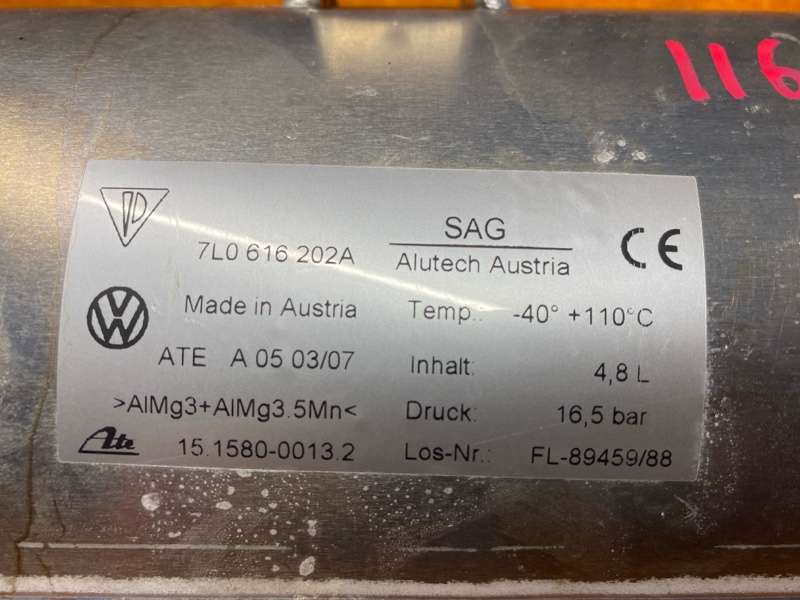 116
PD
7L0 616 202A
SAG
Alutech Austria
CE
Made in Austria
Temp.: -40° +110°C
VW
ATE A 05 03/07
Inhalt: 4,8 L
>AlMg3+AlMg3.5Mn<
Druck: 16,5 bar
Ate
15.1580-0013.2
Los-Nr.: FL-89459/88